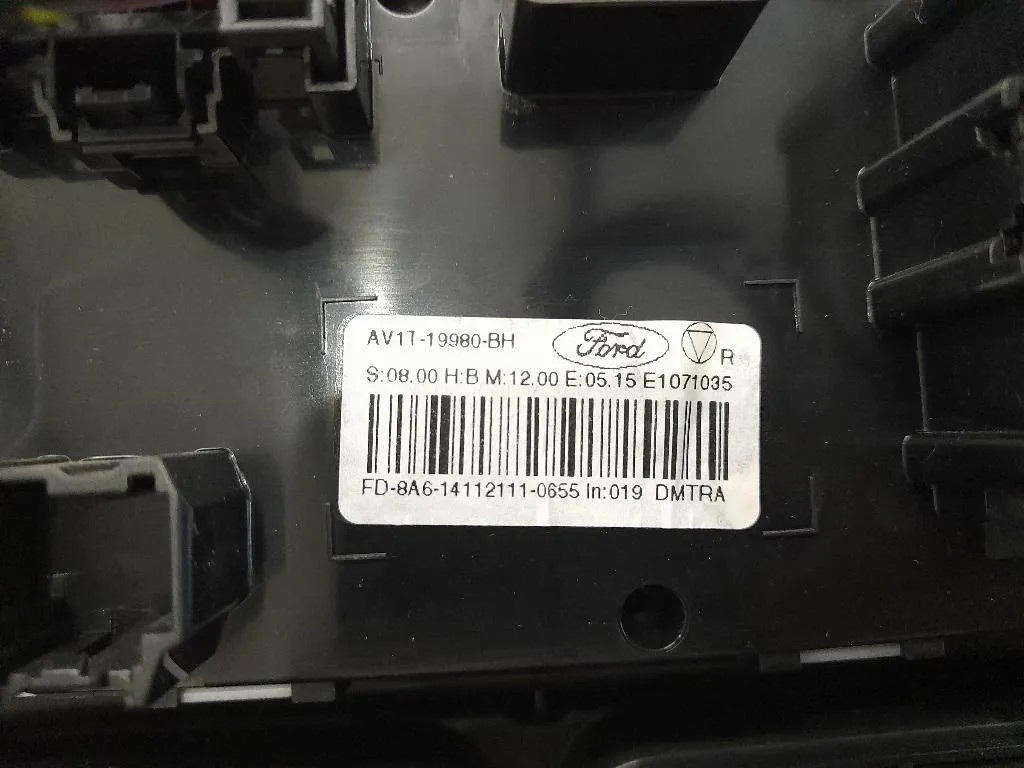 AV1T-19980-BH Ford R
S:08.00 H:B M:12.00 E:05.15 E1071035
FD-8A6-14112111-0655 In:019 DMTRA